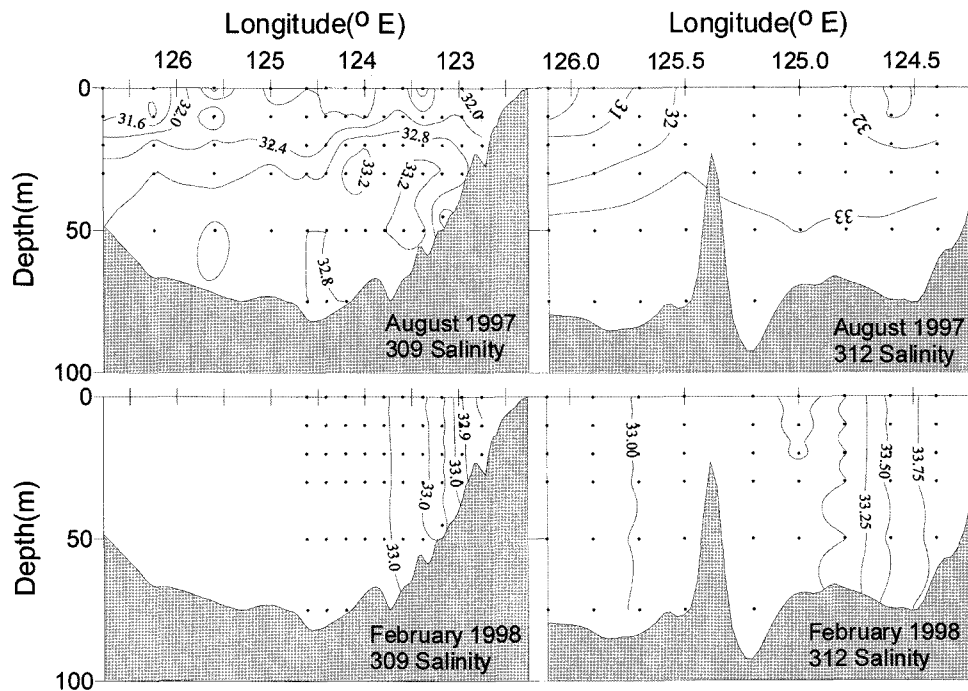 Longitude(º E)
Longitude(º E)
126 125 124 123
126.0 125.5 125.0 124.5
0
50
100
Depth(m)
31.6
32.0
32.4
32.8
32.0
33.2
33.2
32.8
August 1997
309 Salinity
31
32
32
33
August 1997
312 Salinity
0
50
100
Depth(m)
33.0
33.0
33.0
32.9
February 1998
309 Salinity
33.00
33.25
33.50
33.75
February 1998
312 Salinity